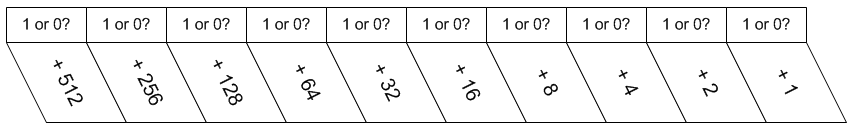 1 or 0? 1 or 0? 1 or 0? 1 or 0? 1 or 0? 1 or 0? 1 or 0? 1 or 0? 1 or 0? 1 or 0?
+ 512 + 256 + 128 + 64 + 32 + 16 + 8 + 4 + 2 + 1